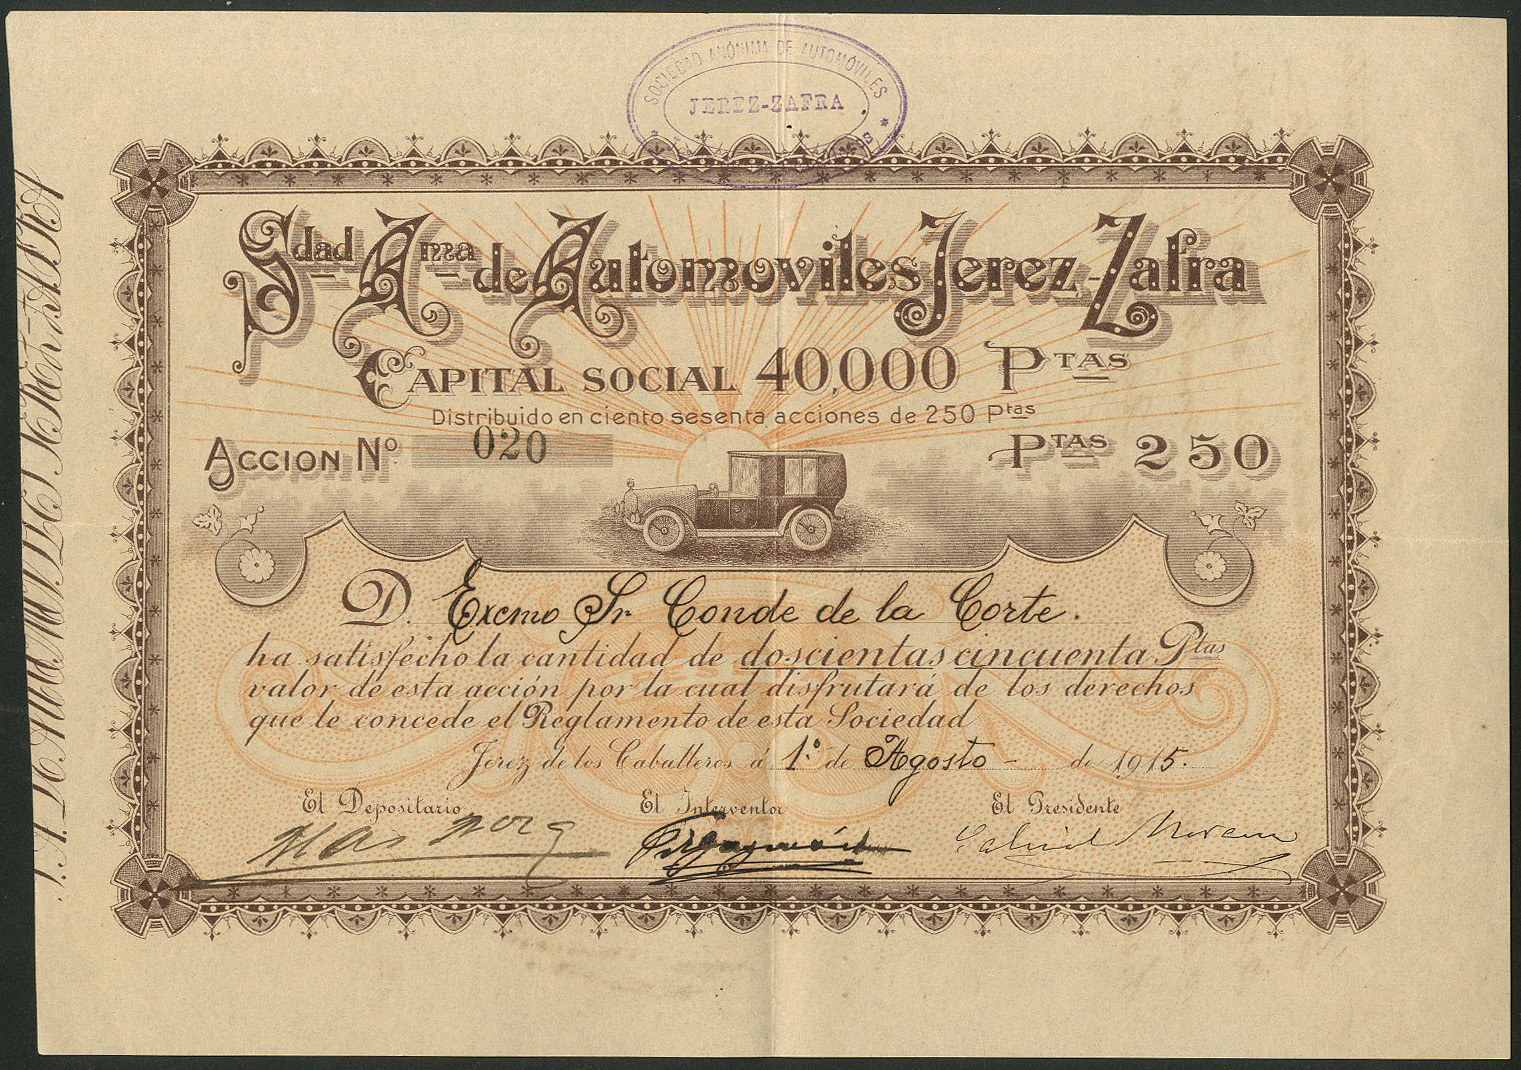 SOCIEDAD ANÓNIMA DE AUTOMÓVILES
JEREZ-ZAFRA
Sdad Ama de Automoviles Jerez-Zafra
CAPITAL SOCIAL 40,000 PTAS
Distribuido en ciento sesenta acciones de 250 Ptas
ACCION Nº 020 PTAS 250
D. Excmo Sr Conde de la Corte.
ha satisfecho la cantidad de doscientas cincuenta Ptas
valor de esta acción por la cual disfrutará de los derechos
que le concede el Reglamento de esta Sociedad
Jerez de los Caballeros á 1º de Agosto - de 1915.
El Depositario El Interventor El Presidente
Gabriel Moreno